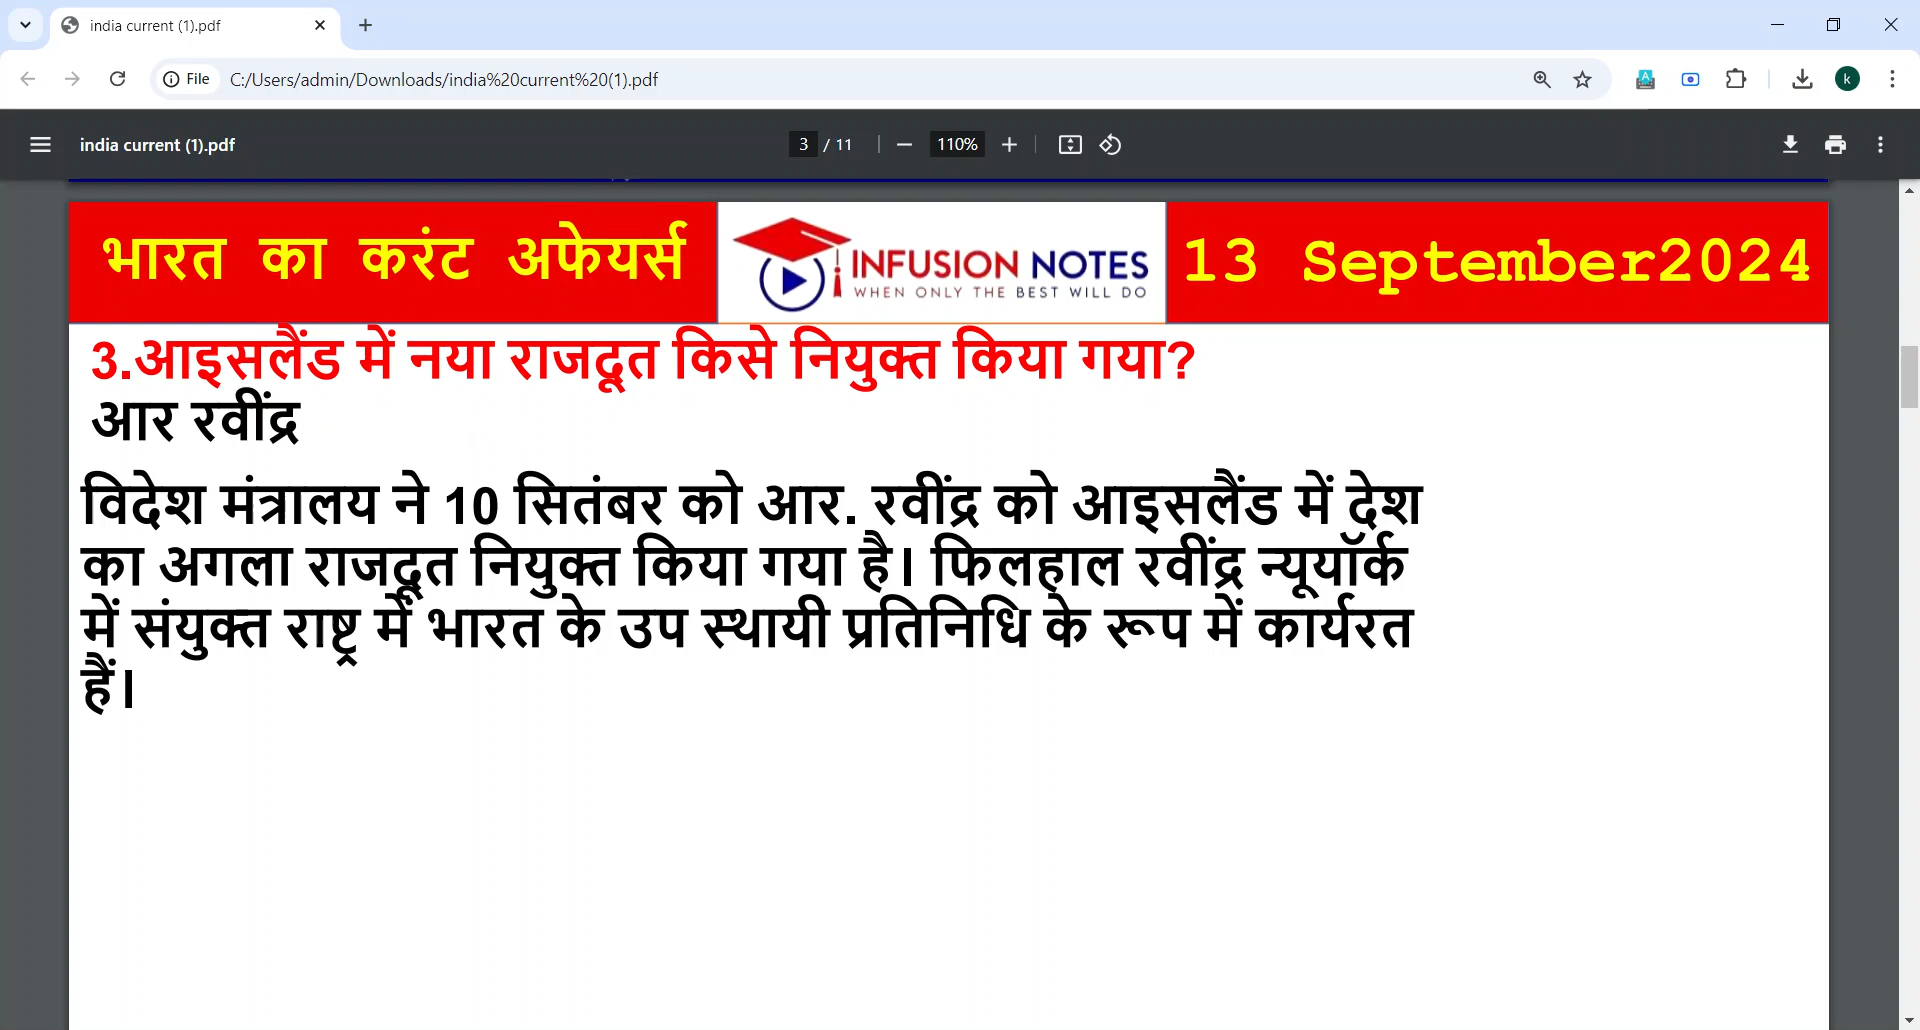 india current (1).pdf
File
C:/Users/admin/Downloads/india%20current%20(1).pdf
k
india current (1).pdf
3 / 11
110%
भारत का करंट अफेयर्स
INFUSION NOTES
WHEN ONLY THE BEST WILL DO
13 September2024
3.आइसलैंड में नया राजदूत किसे नियुक्त किया गया?
आर रवींद्र
विदेश मंत्रालय ने 10 सितंबर को आर. रवींद्र को आइसलैंड में देश
का अगला राजदूत नियुक्त किया गया है। फिलहाल रवींद्र न्यूयॉर्क
में संयुक्त राष्ट्र में भारत के उप स्थायी प्रतिनिधि के रूप में कार्यरत
हैं।